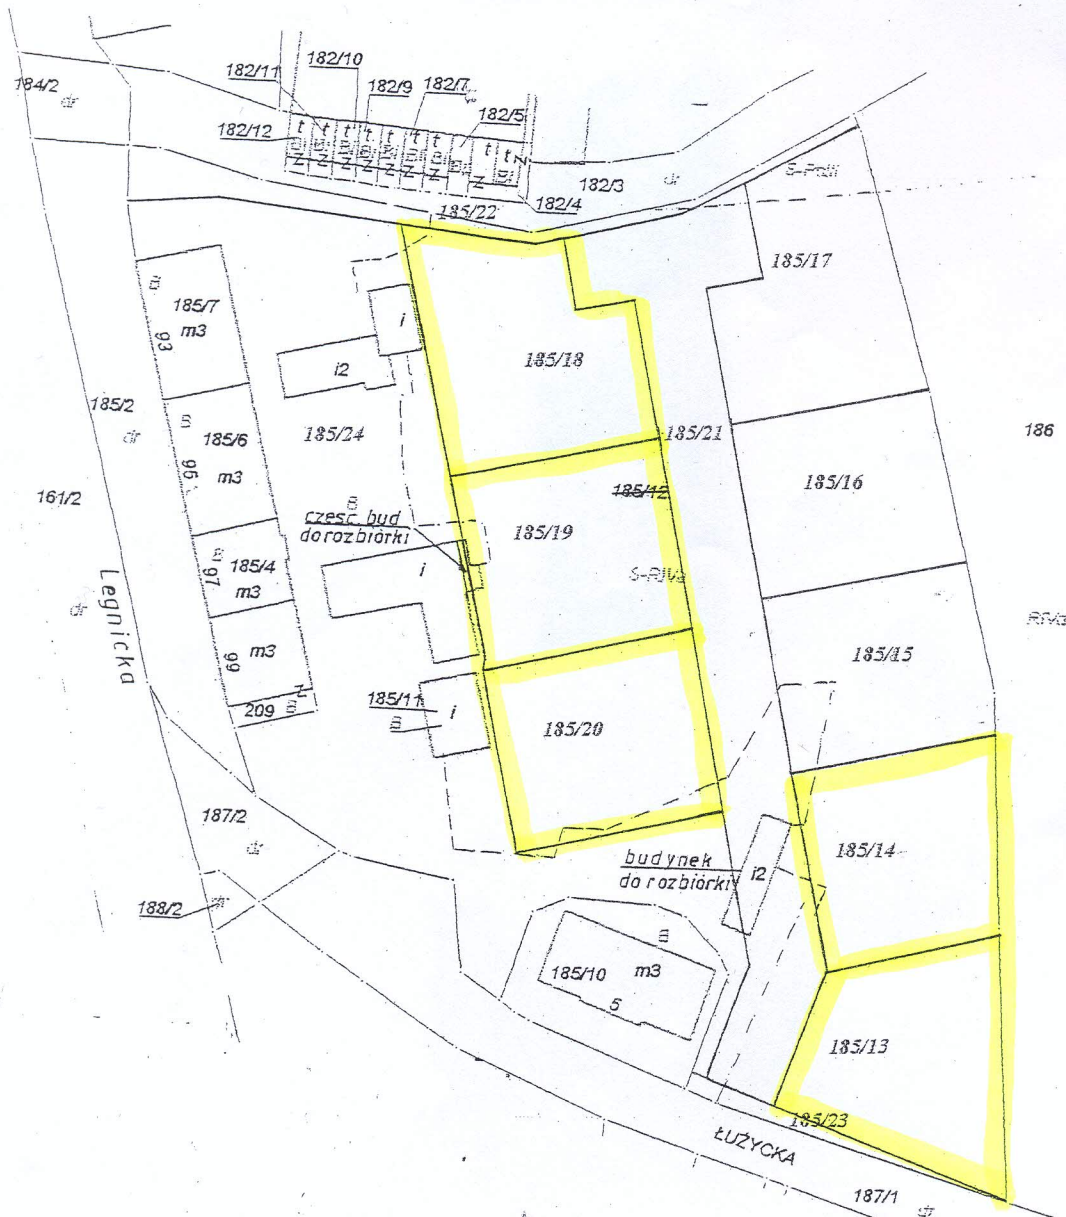 182/10
182/11
182/9
182/7
184/2
dr
182/5
182/12
t
t
t
t
t
t
t
t
t
B
B
B
B
B
B
B
B
B
Z
Z
Z
Z
Z
Z
Z
Z
Z
182/3
dr
S-PsIII
182/4
185/22
185/17
B
185/7
m3
93
i
i2
185/18
185/2
dr
B
185/6
m3
95
185/24
185/21
186
161/2
B
185/12
185/16
część bud
do rozbiórki
185/19
B
185/4
m3
97
i
S-RIVa
Legnicka
dr
RIVa
m3
99
185/15
Z
209
B
185/11
B
i
185/20
187/2
dr
budynek
do rozbiórki
i2
185/14
188/2
dr
B
185/10
m3
5
185/13
185/23
ŁUŻYCKA
187/1
dr